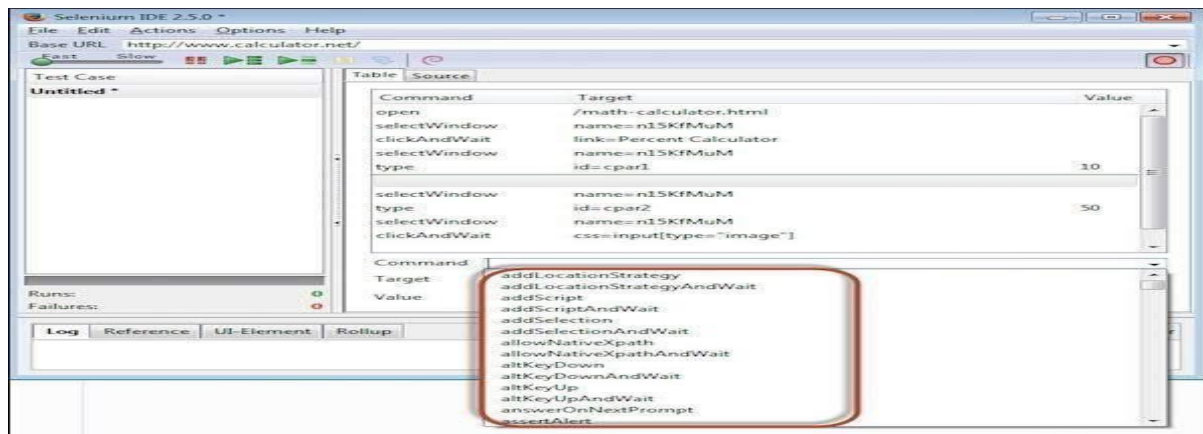 Selenium IDE 2.5.0 *
File Edit Actions Options Help
Base URL http://www.calculator.net/
Fast Slow
Test Case
Untitled *
Table Source
Command Target Value
open /math-calculator.html
selectWindow name=n15KfMuM
clickAndWait link=Percent Calculator
selectWindow name=n15KfMuM
type id=cpar1 10
selectWindow name=n15KfMuM
type id=cpar2 50
selectWindow name=n15KfMuM
clickAndWait css=input[type="image"]
Command
Target
Value
addLocationStrategy
addLocationStrategyAndWait
addScript
addScriptAndWait
addSelection
addSelectionAndWait
allowNativeXpath
allowNativeXpathAndWait
altKeyDown
altKeyDownAndWait
altKeyUp
altKeyUpAndWait
answerOnNextPrompt
assertAlert
Runs: 0
Failures: 0
Log Reference UI-Element Rollup